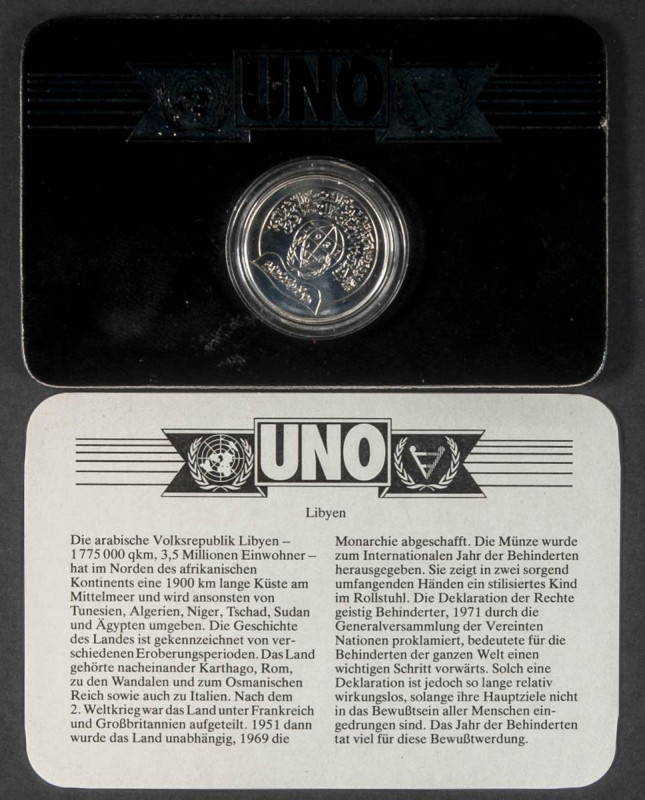 UNO
UNO
Libyen
Die arabische Volksrepublik Libyen –
1775 000 qkm, 3,5 Millionen Einwohner –
hat im Norden des afrikanischen
Kontinents eine 1900 km lange Küste am
Mittelmeer und wird ansonsten von
Tunesien, Algerien, Niger, Tschad, Sudan
und Ägypten umgeben. Die Geschichte
des Landes ist gekennzeichnet von ver-
schiedenen Eroberungsperioden. Das Land
gehörte nacheinander Karthago, Rom,
zu den Wandalen und zum Osmanischen
Reich sowie auch zu Italien. Nach dem
2. Weltkrieg war das Land unter Frankreich
und Großbritannien aufgeteilt. 1951 dann
wurde das Land unabhängig, 1969 die
Monarchie abgeschafft. Die Münze wurde
zum Internationalen Jahr der Behinderten
herausgegeben. Sie zeigt in zwei sorgend
umfangenden Händen ein stilisiertes Kind
im Rollstuhl. Die Deklaration der Rechte
geistig Behinderter, 1971 durch die
Generalversammlung der Vereinten
Nationen proklamiert, bedeutete für die
Behinderten der ganzen Welt einen
wichtigen Schritt vorwärts. Solch eine
Deklaration ist jedoch so lange relativ
wirkungslos, solange ihre Hauptziele nicht
in das Bewußtsein aller Menschen ein-
gedrungen sind. Das Jahr der Behinderten
tat viel für diese Bewußtwerdung.